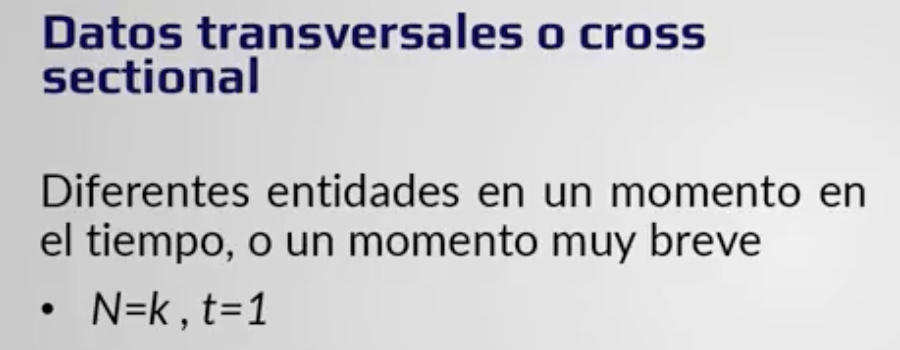 Datos transversales o cross
sectional
Diferentes entidades en un momento en
el tiempo, o un momento muy breve
• N=k , t=1